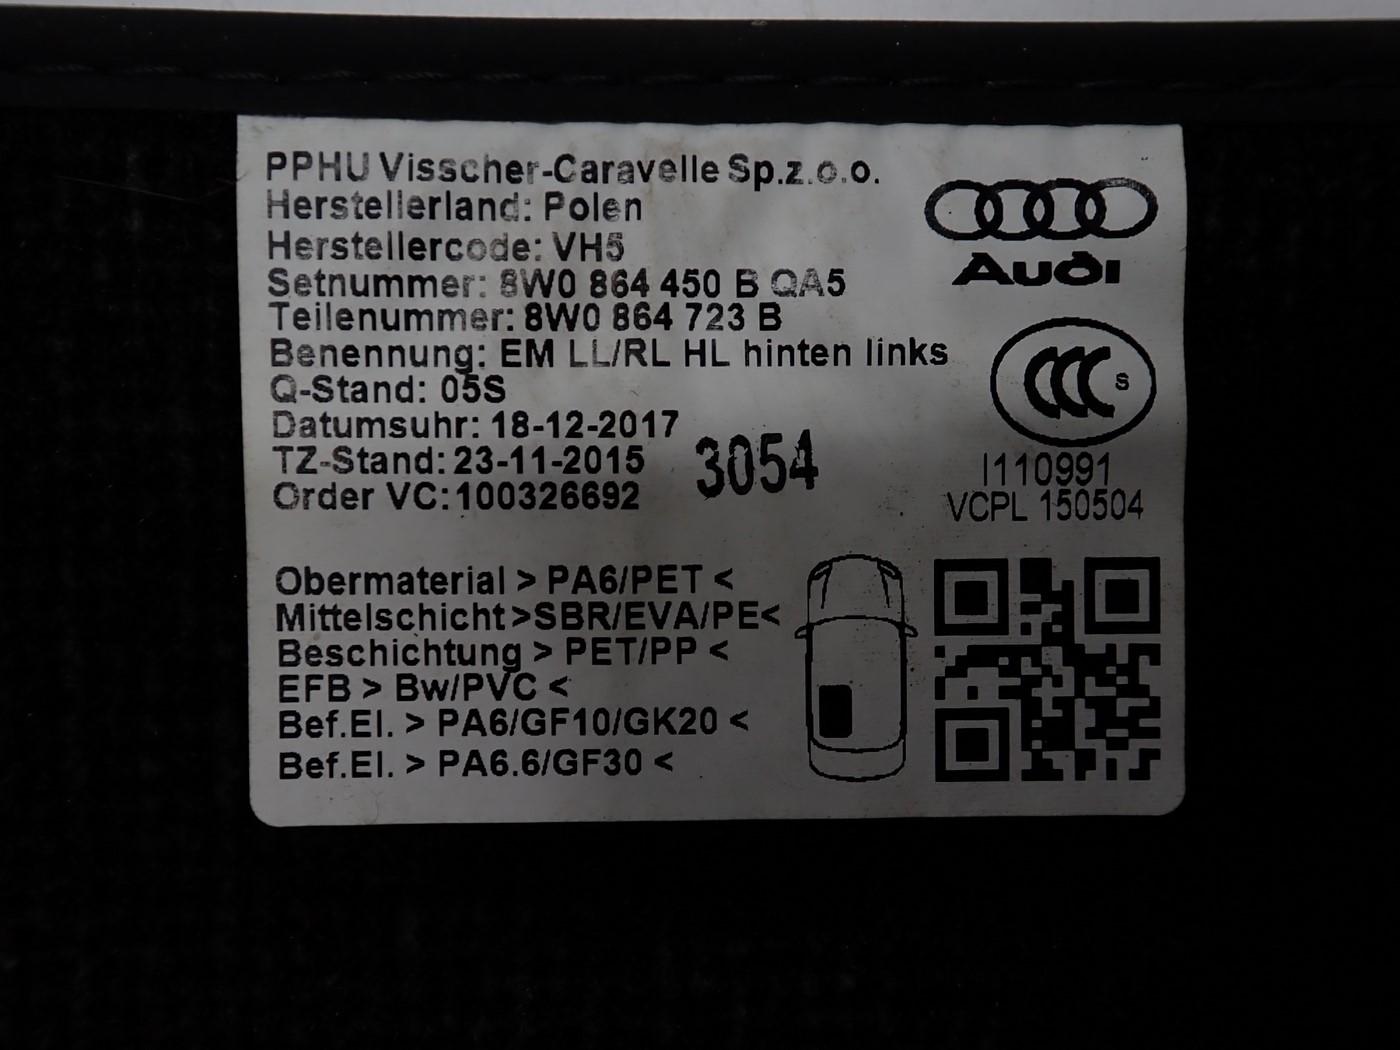 PPHU Visscher-Caravelle Sp.z.o.o.
Herstellerland: Polen
Herstellercode: VH5
Setnummer: 8W0 864 450 B QA5
Teilenummer: 8W0 864 723 B
Benennung: EM LL/RL HL hinten links
Q-Stand: 05S
Datumsuhr: 18-12-2017
TZ-Stand: 23-11-2015
Order VC: 100326692
3054
Audi
CCC S
I110991
VCPL 150504
Obermaterial > PA6/PET <
Mittelschicht >SBR/EVA/PE<
Beschichtung > PET/PP <
EFB > Bw/PVC <
Bef.El. > PA6/GF10/GK20 <
Bef.El. > PA6.6/GF30 <